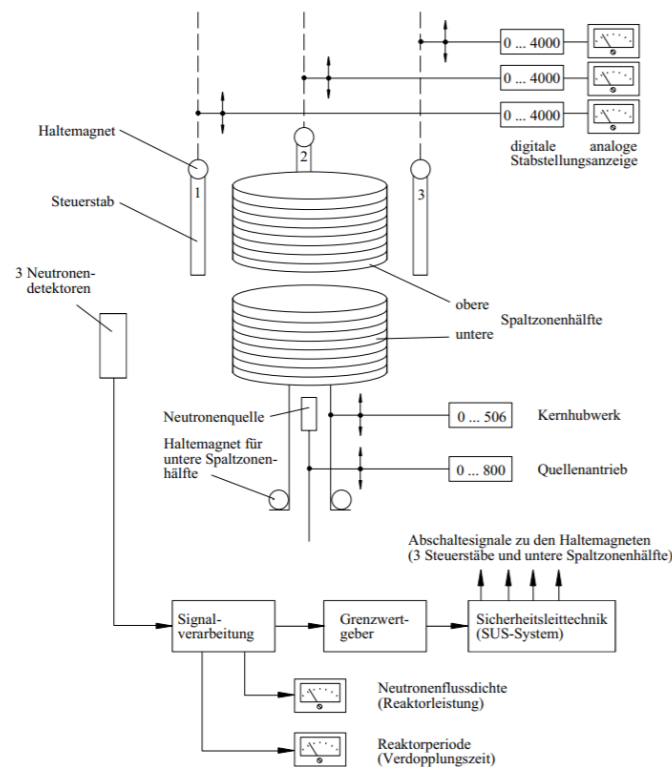 0 ... 4000
0 ... 4000
0 ... 4000
digitale
Stabstellungsanzeige
analoge
Haltemagnet
1
2
3
Steuerstab
3 Neutronen-
detektoren
obere
untere
Spaltzonenhälfte
Neutronenquelle
0 ... 506
Kernhubwerk
Haltemagnet für
untere Spaltzonen-
hälfte
0 ... 800
Quellenantrieb
Abschaltesignale zu den Haltemagneten
(3 Steuerstäbe und untere Spaltzonenhälfte)
Signal-
verarbeitung
Grenzwert-
geber
Sicherheitsleittechnik
(SUS-System)
Neutronenflussdichte
(Reaktorleistung)
Reaktorperiode
(Verdopplungszeit)